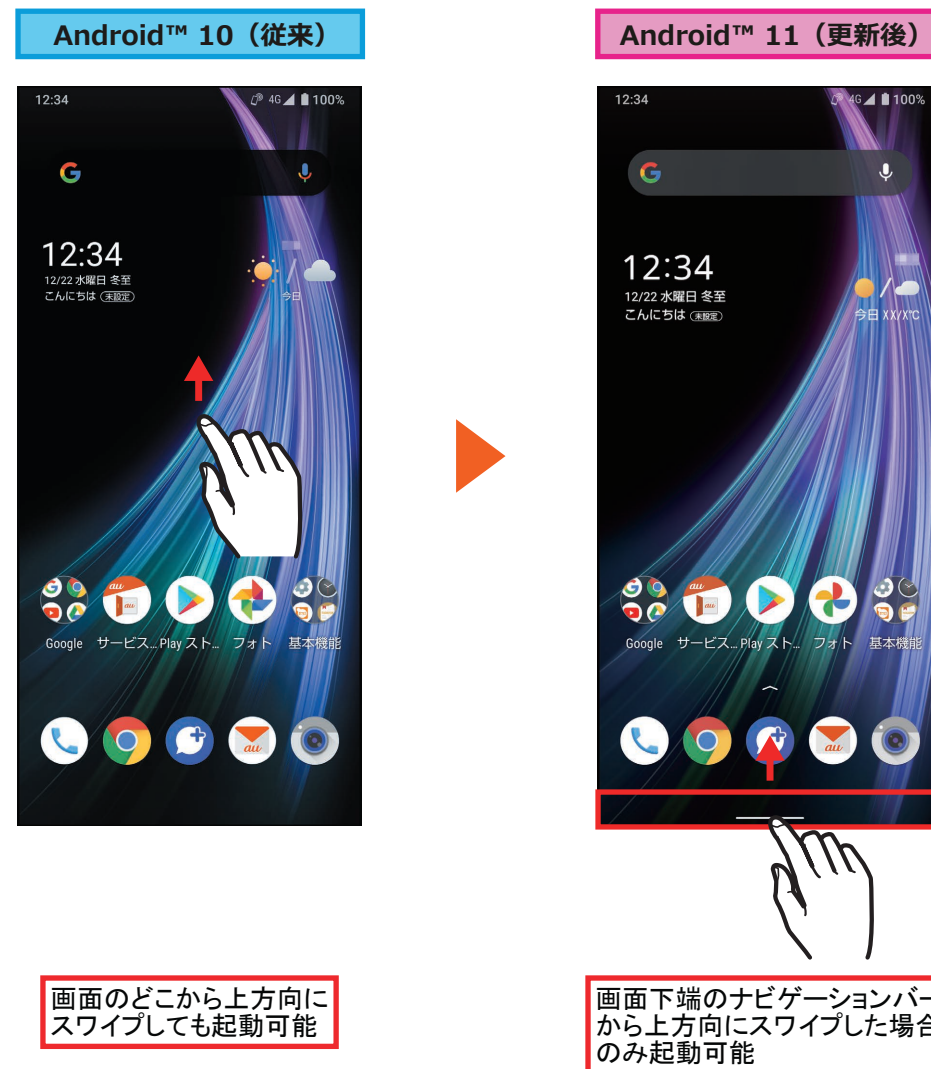 Android™ 10（従来）
12:34
4G 100%
12:34
12/22 水曜日 冬至
こんにちは 未設定
今日
Google サービス... Play スト... フォト 基本機能
au
au
au
画面のどこから上方向に
スワイプしても起動可能
Android™ 11（更新後）
12:34
4G 100%
12:34
12/22 水曜日 冬至
こんにちは 未設定
今日 XX/X℃
Google サービス... Play スト... フォト 基本機能
au
au
au
画面下端のナビゲーションバー
から上方向にスワイプした場合
のみ起動可能